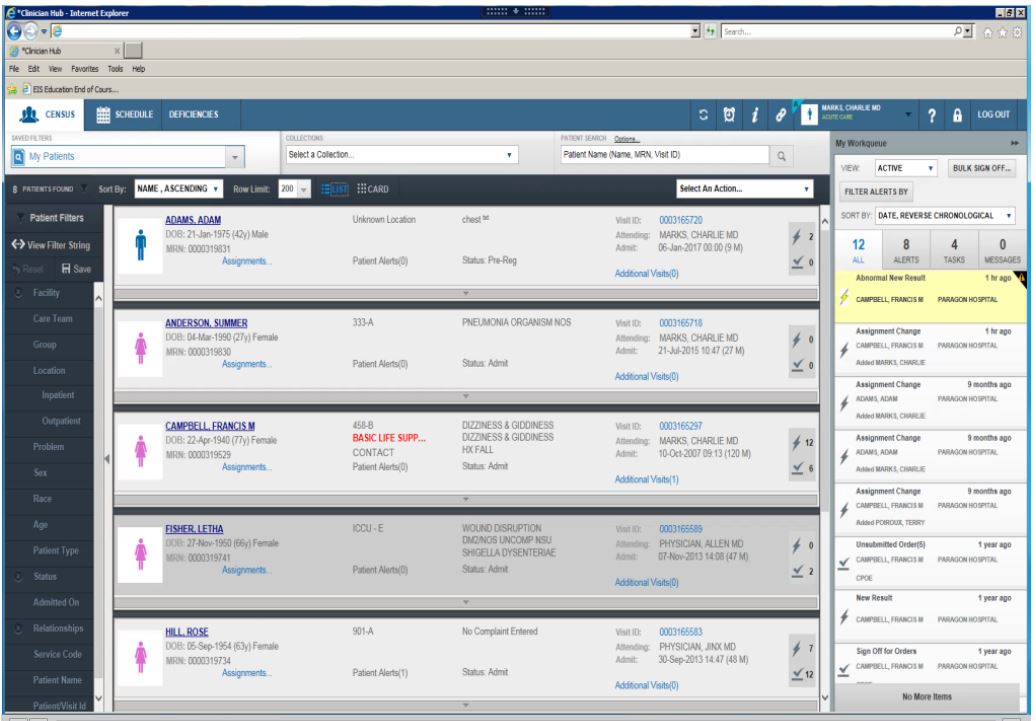 *Clinician Hub - Internet Explorer
Search...
*Clinician Hub
File Edit View Favorites Tools Help
EIS Education End of Cours...
CENSUS SCHEDULE DEFICIENCIES
MARKS, CHARLIE MD
ACUTE CARE
? LOG OUT
SAVED FILTERS
My Patients
COLLECTIONS
Select a Collection...
PATIENT SEARCH Options...
Patient Name (Name, MRN, Visit ID)
8 PATIENTS FOUND Sort By: NAME , ASCENDING Row Limit: 200 LIST CARD Select An Action...
Patient Filters
View Filter String
Reset Save
Facility
Care Team
Group
Location
Inpatient
Outpatient
Problem
Sex
Race
Age
Patient Type
Status
Admitted On
Relationships
Service Code
Patient Name
Patient/Visit Id
ADAMS, ADAM Unknown Location chest txt Visit ID: 0003165720
DOB: 21-Jan-1975 (42y) Male Attending: MARKS, CHARLIE MD 2
MRN: 0000319831 Admit: 06-Jan-2017 00:00 (9 M)
Assignments... Patient Alerts(0) Status: Pre-Reg 0
Additional Visits(0)
ANDERSON, SUMMER 333-A PNEUMONIA ORGANISM NOS Visit ID: 0003165718
DOB: 04-Mar-1990 (27y) Female Attending: MARKS, CHARLIE MD 0
MRN: 0000319830 Admit: 21-Jul-2015 10:47 (27 M)
Assignments... Patient Alerts(0) Status: Admit 0
Additional Visits(0)
CAMPBELL, FRANCIS M 458-B DIZZINESS & GIDDINESS Visit ID: 0003165297
DOB: 22-Apr-1940 (77y) Female BASIC LIFE SUPP... DIZZINESS & GIDDINESS Attending: MARKS, CHARLIE MD 12
MRN: 0000319529 CONTACT HX FALL Admit: 10-Oct-2007 09:13 (120 M)
Assignments... Patient Alerts(0) Status: Admit 6
Additional Visits(1)
FISHER, LETHA ICCU - E WOUND DISRUPTION Visit ID: 0003165589
DOB: 27-Nov-1950 (66y) Female DM2/NOS UNCOMP NSU Attending: PHYSICIAN, ALLEN MD 0
MRN: 0000319741 SHIGELLA DYSENTERIAE Admit: 07-Nov-2013 14:08 (47 M)
Assignments... Patient Alerts(0) Status: Admit 2
Additional Visits(0)
HILL, ROSE 901-A No Complaint Entered Visit ID: 0003165583
DOB: 05-Sep-1954 (63y) Female Attending: PHYSICIAN, JINX MD 7
MRN: 0000319734 Admit: 30-Sep-2013 14:47 (48 M)
Assignments... Patient Alerts(1) Status: Admit 12
Additional Visits(0)
My Workqueue
VIEW: ACTIVE BULK SIGN OFF...
FILTER ALERTS BY
SORT BY: DATE, REVERSE CHRONOLOGICAL
12 8 4 0
ALL ALERTS TASKS MESSAGES
Abnormal New Result 1 hr ago
CAMPBELL, FRANCIS M PARAGON HOSPITAL
Assignment Change 1 hr ago
CAMPBELL, FRANCIS M PARAGON HOSPITAL
Added MARKS, CHARLIE
Assignment Change 9 months ago
ADAMS, ADAM PARAGON HOSPITAL
Added MARKS, CHARLIE
Assignment Change 9 months ago
ADAMS, ADAM PARAGON HOSPITAL
Added MARKS, CHARLIE
Assignment Change 9 months ago
CAMPBELL, FRANCIS M PARAGON HOSPITAL
Added POIROUX, TERRY
Unsubmitted Order(s) 1 year ago
CAMPBELL, FRANCIS M PARAGON HOSPITAL
CPOE
New Result 1 year ago
CAMPBELL, FRANCIS M PARAGON HOSPITAL
Sign Off for Orders 1 year ago
CAMPBELL, FRANCIS M PARAGON HOSPITAL
No More Items